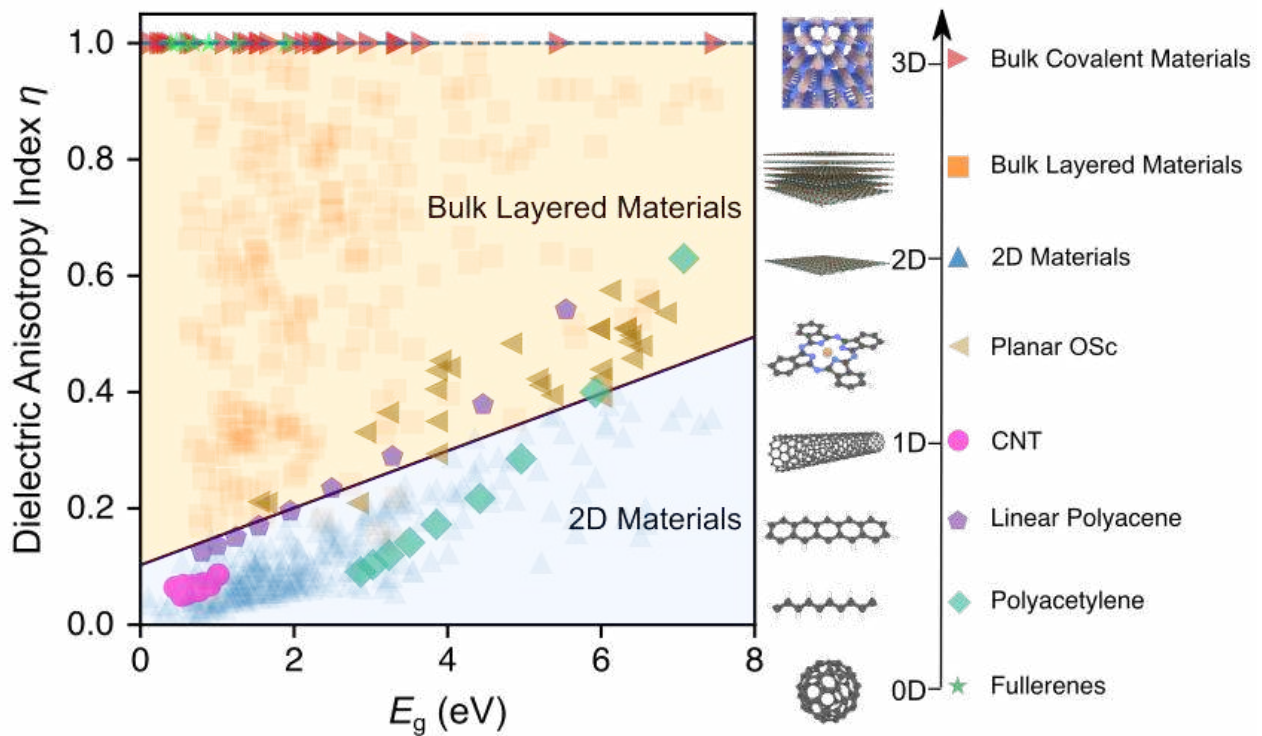 Dielectric Anisotropy Index η
1.0
0.8
0.6
0.4
0.2
0.0
Bulk Layered Materials
2D Materials
0 2 4 6 8
Eg (eV)
3D
2D
1D
0D
Bulk Covalent Materials
Bulk Layered Materials
2D Materials
Planar OSc
CNT
Linear Polyacene
Polyacetylene
Fullerenes